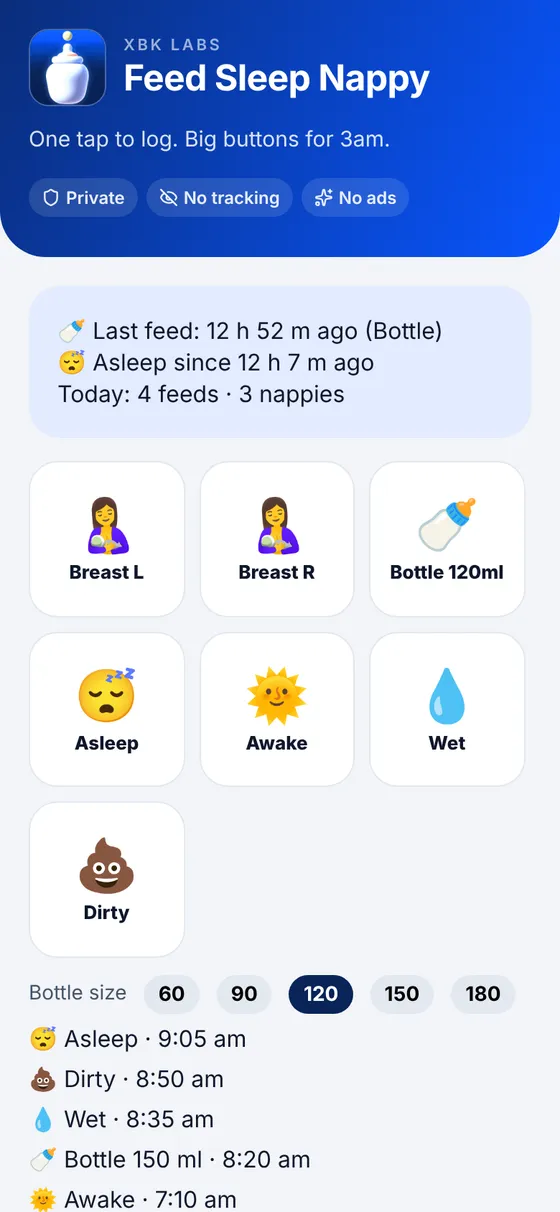 XBK LABS
Feed Sleep Nappy
One tap to log. Big buttons for 3am.
Private
No tracking
No ads
🍼 Last feed: 12 h 52 m ago (Bottle)
😴 Asleep since 12 h 7 m ago
Today: 4 feeds · 3 nappies
Breast L
Breast R
Bottle 120ml
Asleep
Awake
Wet
Dirty
Bottle size 60 90 120 150 180
😴 Asleep · 9:05 am
💩 Dirty · 8:50 am
💧 Wet · 8:35 am
🍼 Bottle 150 ml · 8:20 am
🌞 Awake · 7:10 am